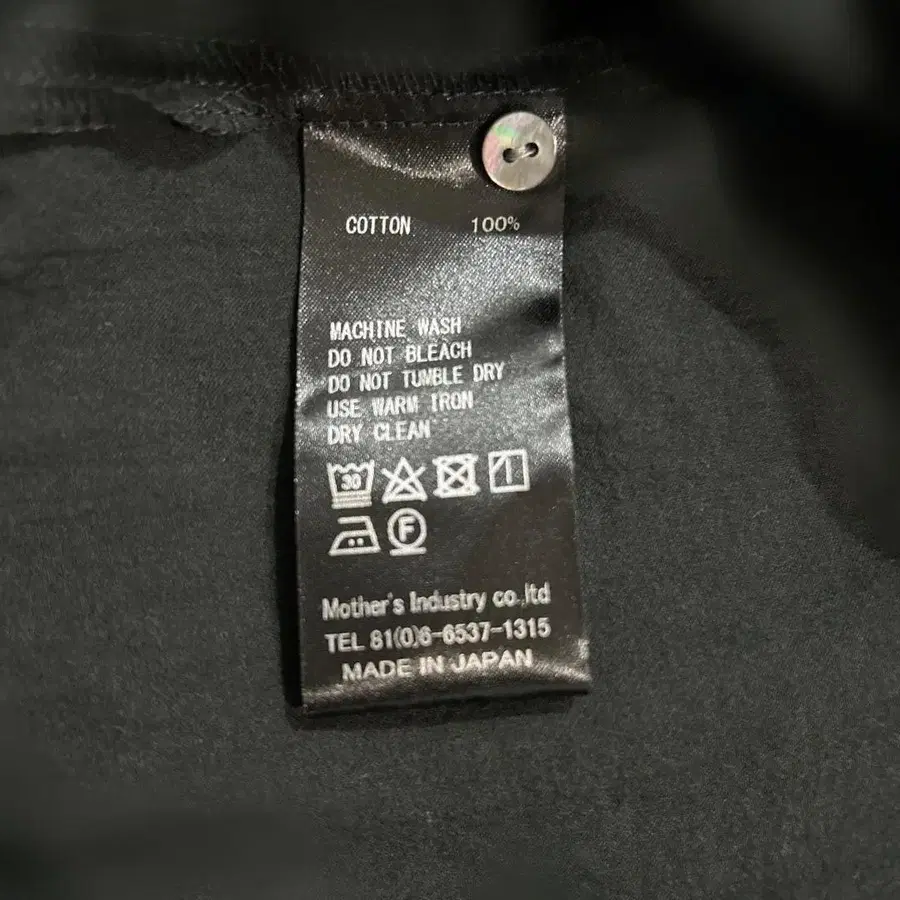 COTTON 100%
MACHINE WASH
DO NOT BLEACH
DO NOT TUMBLE DRY
USE WARM IRON
DRY CLEAN
30
F
Mother's Industry co.,ltd
TEL 81(0)6-6537-1315
MADE IN JAPAN